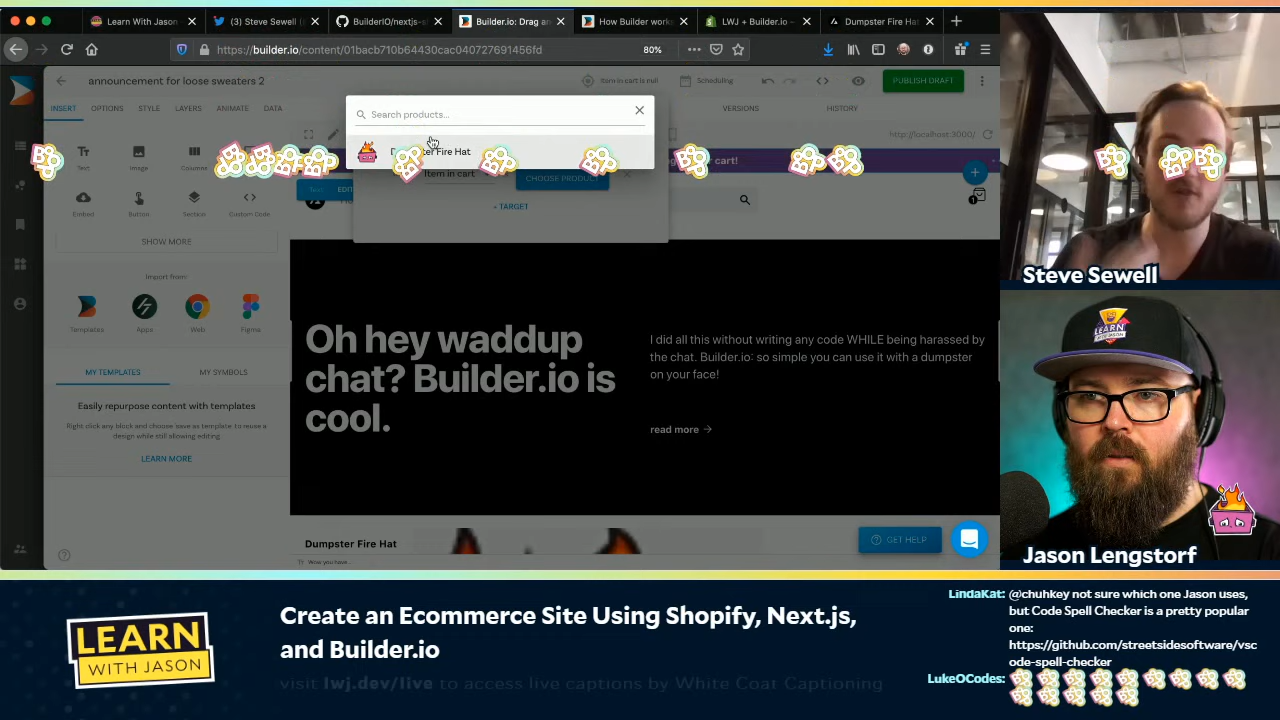 Learn With Jason
(3) Steve Sewell
BuilderIO/nextjs-s
Builder.io: Drag an
How Builder works
LWJ + Builder.io –
Dumpster Fire Hat
https://builder.io/content/01bacb710b64430cac040727691456fd
80%
announcement for loose sweaters 2
Item in cart is null
Scheduling
PUBLISH DRAFT
INSERT
OPTIONS
STYLE
LAYERS
ANIMATE
DATA
VERSIONS
HISTORY
Search products...
Dumpster Fire Hat
http://localhost:3000/
cart!
Text
Image
Columns
Item in cart
CHOOSE PRODUCT
Text
EDIT
+ TARGET
1
Embed
Button
Section
Custom Code
SHOW MORE
Import from:
Templates
Apps
Web
Figma
MY TEMPLATES
MY SYMBOLS
Easily repurpose content with templates
Right click any block and choose 'save as template' to reuse a
design while still allowing editing
LEARN MORE
Oh hey waddup
chat? Builder.io is
cool.
I did all this without writing any code WHILE being harassed by
the chat. Builder.io: so simple you can use it with a dumpster
on your face!
read more →
Dumpster Fire Hat
GET HELP
Steve Sewell
LEARN
Jason Lengstorf
LEARN
WITH JASON
Create an Ecommerce Site Using Shopify, Next.js,
and Builder.io
visit lwj.dev/live to access live captions by White Coat Captioning
LindaKat: @chuhkey not sure which one Jason uses,
but Code Spell Checker is a pretty popular
one:
https://github.com/streetsidesoftware/vsc
ode-spell-checker
LukeOCodes: